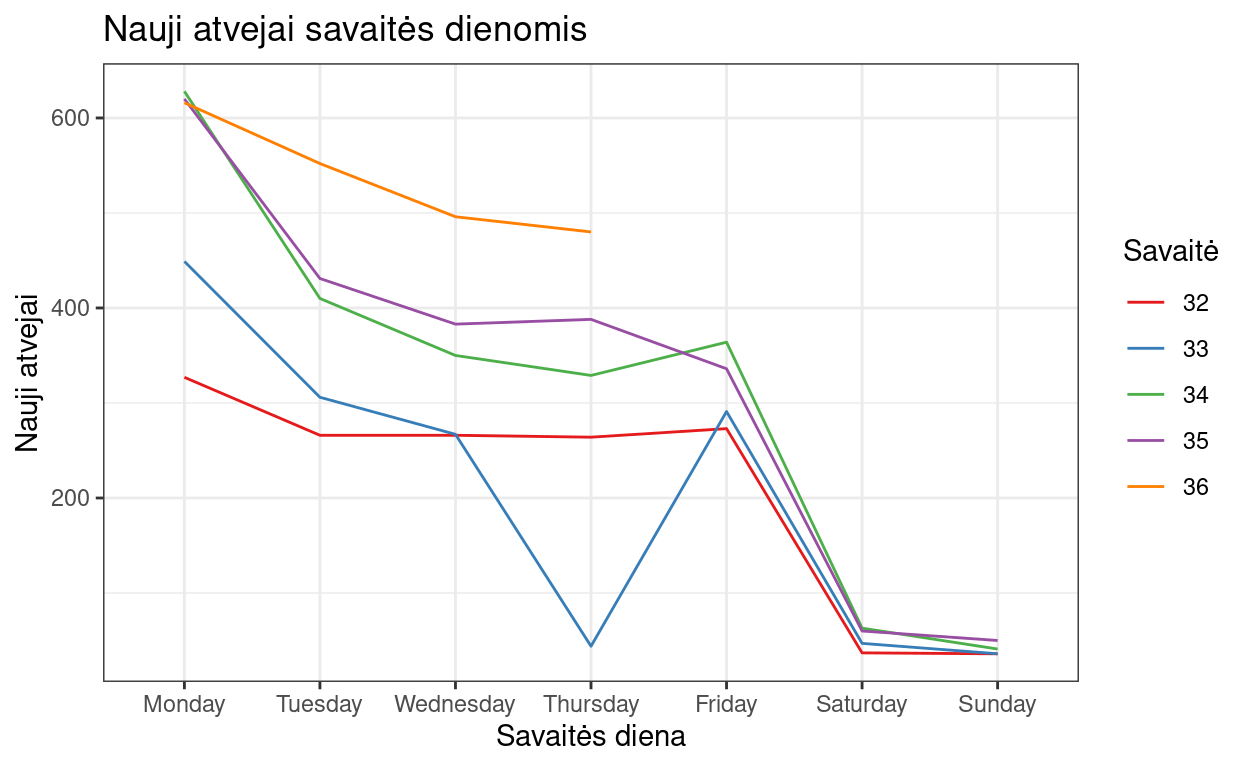 Nauji atvejai savaitės dienomis
Nauji atvejai
600
400
200
Monday Tuesday Wednesday Thursday Friday Saturday Sunday
Savaitės diena
Savaitė
32
33
34
35
36